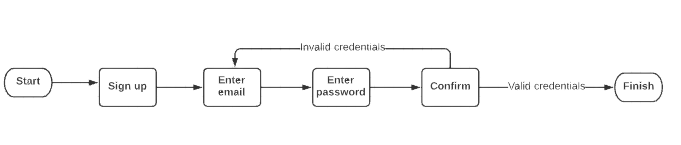 Invalid credentials
Start
Sign up
Enter
email
Enter
password
Confirm
Valid credentials
Finish